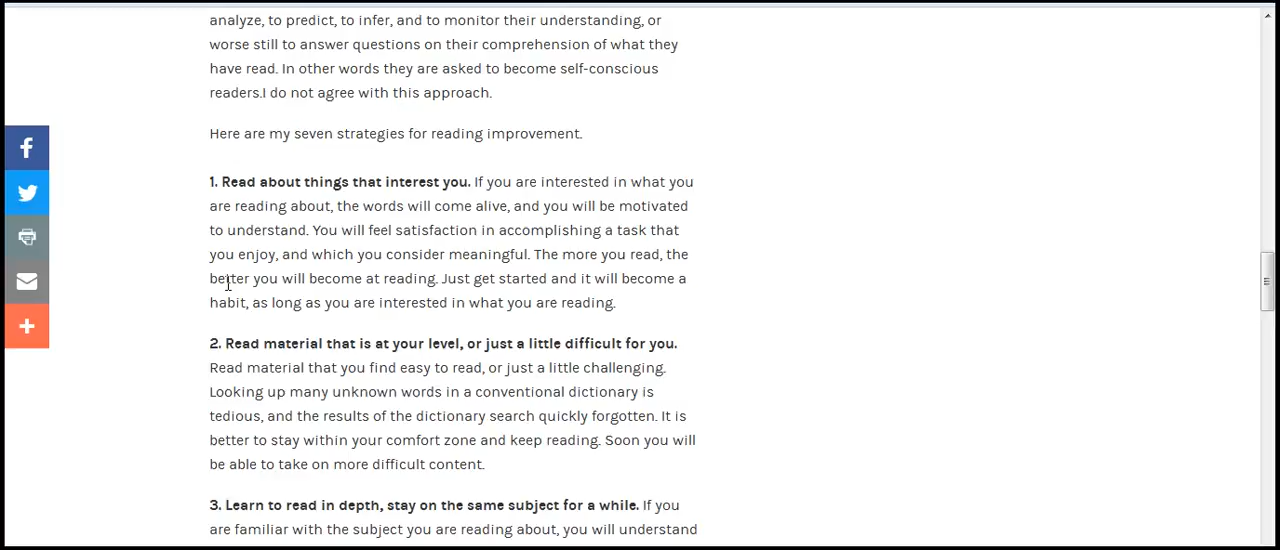 analyze, to predict, to infer, and to monitor their understanding, or
worse still to answer questions on their comprehension of what they
have read. In other words they are asked to become self-conscious
readers.I do not agree with this approach.
Here are my seven strategies for reading improvement.
1. Read about things that interest you. If you are interested in what you
are reading about, the words will come alive, and you will be motivated
to understand. You will feel satisfaction in accomplishing a task that
you enjoy, and which you consider meaningful. The more you read, the
better you will become at reading. Just get started and it will become a
habit, as long as you are interested in what you are reading.
2. Read material that is at your level, or just a little difficult for you.
Read material that you find easy to read, or just a little challenging.
Looking up many unknown words in a conventional dictionary is
tedious, and the results of the dictionary search quickly forgotten. It is
better to stay within your comfort zone and keep reading. Soon you will
be able to take on more difficult content.
3. Learn to read in depth, stay on the same subject for a while. If you
are familiar with the subject you are reading about, you will understand